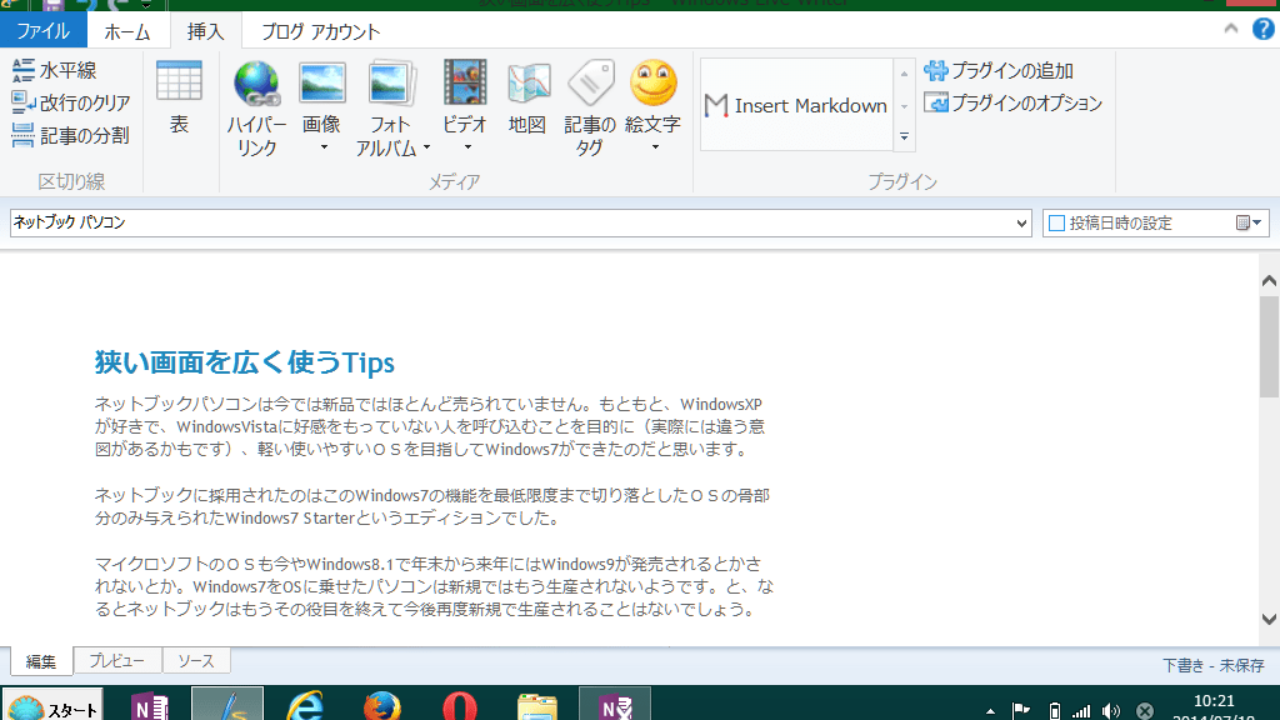 狭い画面を広く使うTips - Windows Live Writer
ファイル ホーム 挿入 ブログ アカウント
水平線
改行のクリア
記事の分割
区切り線
表
ハイパーリンク
画像
フォトアルバム
ビデオ
地図
記事のタグ
絵文字
メディア
Insert Markdown
プラグインの追加
プラグインのオプション
プラグイン
ネットブック パソコン
投稿日時の設定
狭い画面を広く使うTips
ネットブックパソコンは今では新品ではほとんど売られていません。もともと、WindowsXP
が好きで、WindowsVistaに好感をもっていない人を呼び込むことを目的に（実際には違う意
図があるかもです）、軽い使いやすいＯＳを目指してWindows7ができたのだと思います。
ネットブックに採用されたのはこのWindows7の機能を最低限度まで切り落としたＯＳの骨部
分のみ与えられたWindows7 Starterというエディションでした。
マイクロソフトのＯＳも今やWindows8.1で年末から来年にはWindows9が発売されるとかさ
れないとか。Windows7をOSに乗せたパソコンは新規ではもう生産されないようです。と、な
るとネットブックはもうその役目を終えて今後再度新規で生産されることはないでしょう。
編集 プレビュー ソース
下書き - 未保存
スタート
10:21